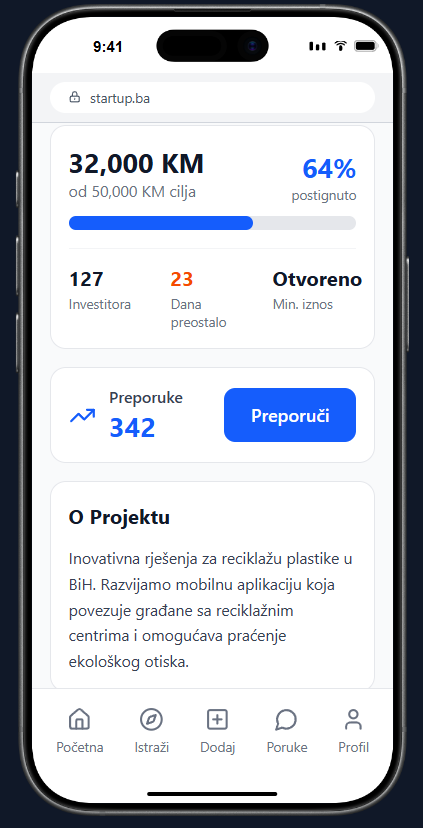 9:41
startup.ba
32,000 KM
64%
od 50,000 KM cilja
postignuto
127
23
Otvoreno
Investitora
Dana
preostalo
Min. iznos
Preporuke
342
Preporuči
O Projektu
Inovativna rješenja za reciklažu plastike u
BiH. Razvijamo mobilnu aplikaciju koja
povezuje građane sa reciklažnim
centrima i omogućava praćenje
ekološkog otiska.
Početna
Istraži
Dodaj
Poruke
Profil